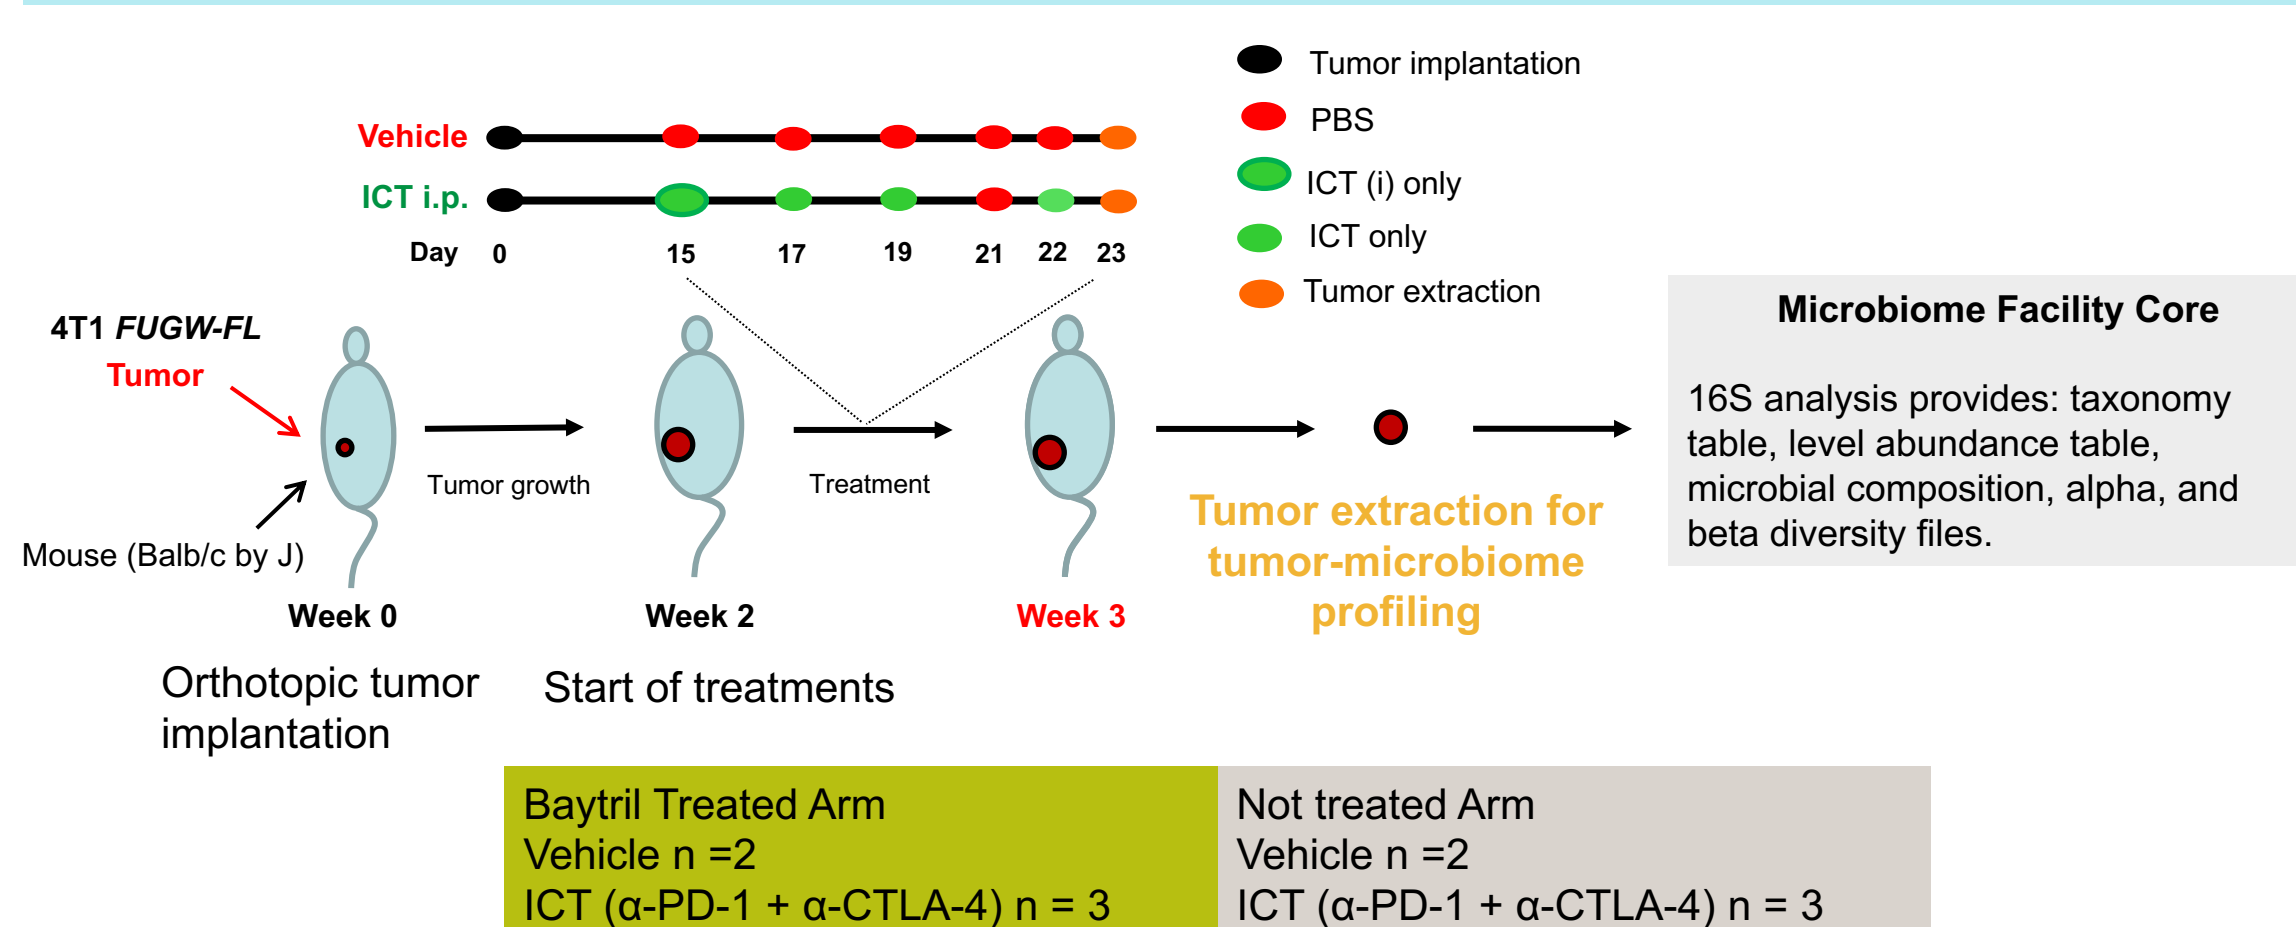 Tumor implantation
PBS
ICT (i) only
ICT only
Tumor extraction
Vehicle
ICT i.p.
Day 0 15 17 19 21 22 23
4T1 FUGW-FL
Tumor
Mouse (Balb/c by J)
Tumor growth
Treatment
Week 0
Week 2
Week 3
Orthotopic tumor
implantation
Start of treatments
Tumor extraction for
tumor-microbiome
profiling
Microbiome Facility Core
16S analysis provides: taxonomy
table, level abundance table,
microbial composition, alpha, and
beta diversity files.
Baytril Treated Arm
Vehicle n =2
ICT (α-PD-1 + α-CTLA-4) n = 3
Not treated Arm
Vehicle n =2
ICT (α-PD-1 + α-CTLA-4) n = 3